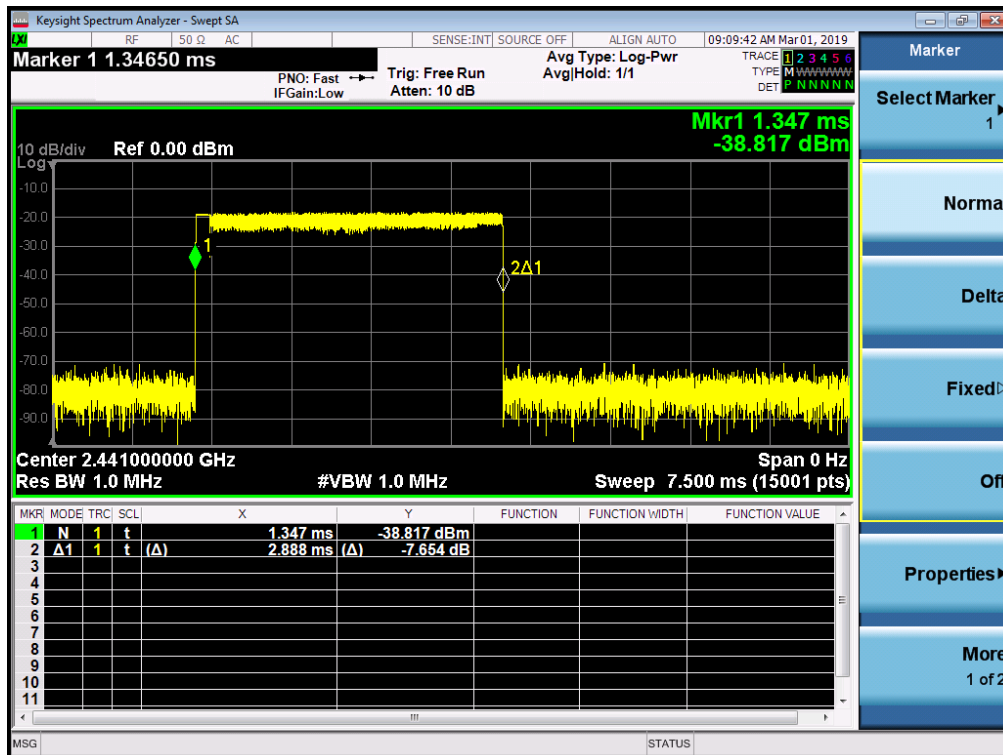 Keysight Spectrum Analyzer - Swept SA
LXI RF 50 Ω AC SENSE:INT SOURCE OFF ALIGN AUTO 09:09:42 AM Mar 01, 2019
Marker 1 1.34650 ms
PNO: Fast
IFGain:Low
Trig: Free Run
Atten: 10 dB
Avg Type: Log-Pwr
Avg|Hold: 1/1
TRACE 1 2 3 4 5 6
TYPE M WWWWW
DET P N N N N N
Mkr1 1.347 ms
-38.817 dBm
10 dB/div Ref 0.00 dBm
Log
-10.0
-20.0
-30.0
-40.0
-50.0
-60.0
-70.0
-80.0
-90.0
1
2Δ1
Center 2.441000000 GHz Span 0 Hz
Res BW 1.0 MHz #VBW 1.0 MHz Sweep 7.500 ms (15001 pts)
MKR MODE TRC SCL X Y FUNCTION FUNCTION WIDTH FUNCTION VALUE
1 N 1 t 1.347 ms -38.817 dBm
2 Δ1 1 t (Δ) 2.888 ms (Δ) -7.654 dB
3
4
5
6
7
8
9
10
11
MSG STATUS
Marker
Select Marker
1
Norma
Delta
Fixed
Off
Properties
More
1 of 2